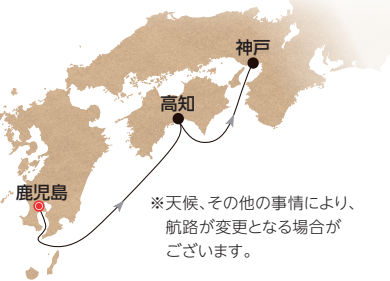 神戸
高知
鹿児島
※天候、その他の事情により、
航路が変更となる場合が
ございます。